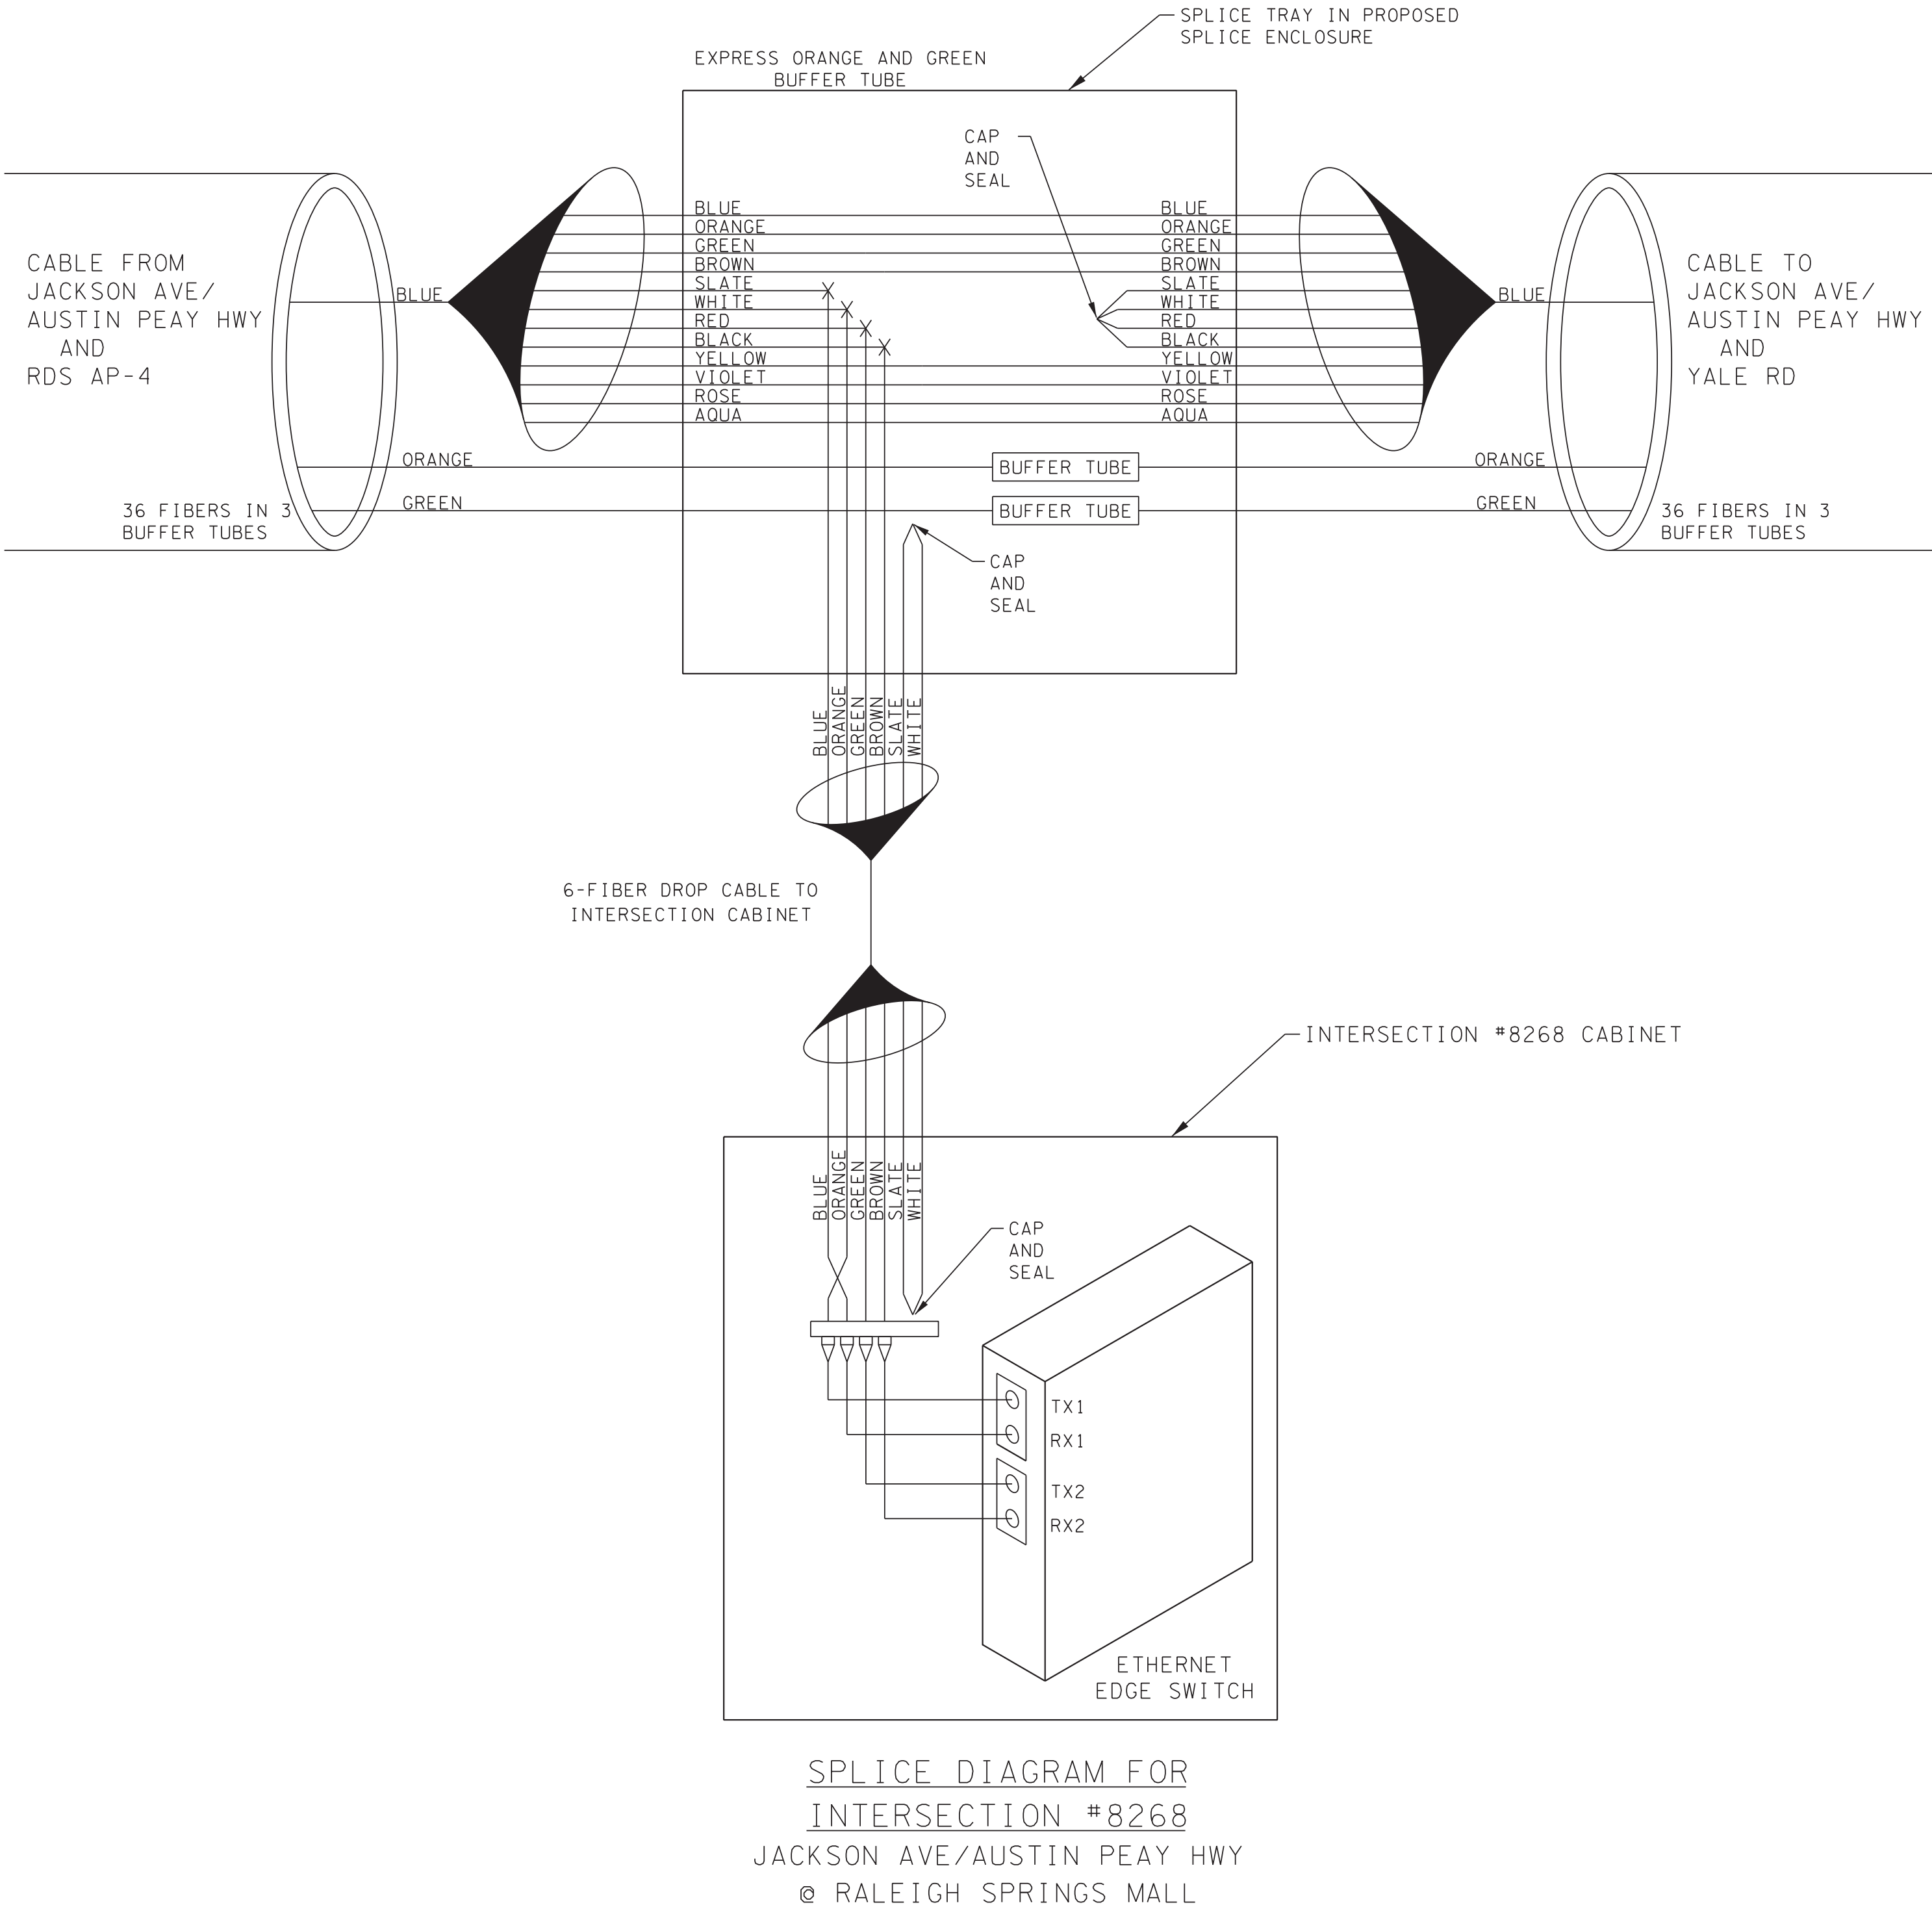 SPLICE TRAY IN PROPOSED
SPLICE ENCLOSURE
EXPRESS ORANGE AND GREEN
BUFFER TUBE
CAP
AND
SEAL
CABLE FROM
JACKSON AVE/
AUSTIN PEAY HWY
AND
RDS AP-4
BLUE
36 FIBERS IN 3
BUFFER TUBES
BLUE
ORANGE
GREEN
BROWN
SLATE
WHITE
RED
BLACK
YELLOW
VIOLET
ROSE
AQUA
BLUE
ORANGE
GREEN
BROWN
SLATE
WHITE
RED
BLACK
YELLOW
VIOLET
ROSE
AQUA
BLUE
CABLE TO
JACKSON AVE/
AUSTIN PEAY HWY
AND
YALE RD
36 FIBERS IN 3
BUFFER TUBES
ORANGE
BUFFER TUBE
ORANGE
GREEN
BUFFER TUBE
GREEN
CAP
AND
SEAL
BLUE
ORANGE
GREEN
BROWN
SLATE
WHITE
6-FIBER DROP CABLE TO
INTERSECTION CABINET
INTERSECTION #8268 CABINET
BLUE
ORANGE
GREEN
BROWN
SLATE
WHITE
CAP
AND
SEAL
TX1
RX1
TX2
RX2
ETHERNET
EDGE SWITCH
SPLICE DIAGRAM FOR
INTERSECTION #8268
JACKSON AVE/AUSTIN PEAY HWY
@ RALEIGH SPRINGS MALL